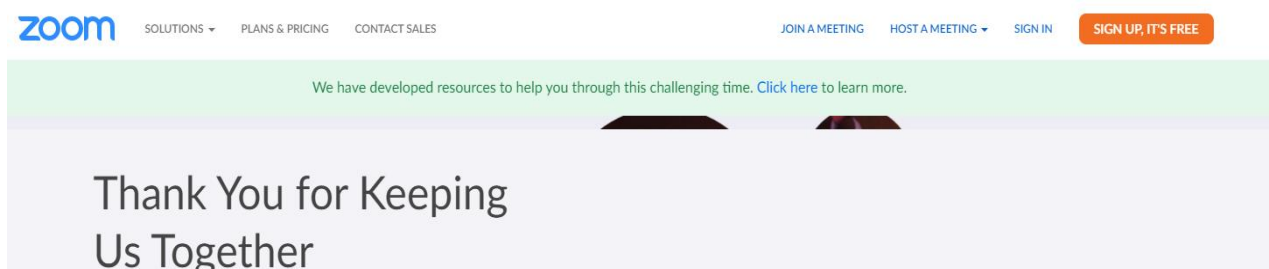 zoom SOLUTIONS PLANS & PRICING CONTACT SALES JOIN A MEETING HOST A MEETING SIGN IN SIGN UP, IT'S FREE
We have developed resources to help you through this challenging time. Click here to learn more.
Thank You for Keeping
Us Together